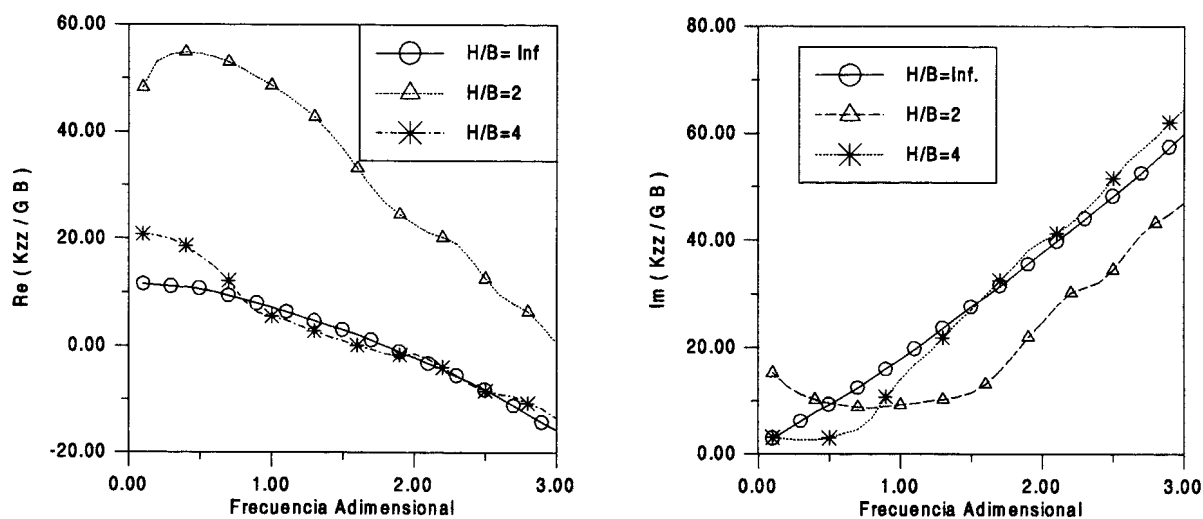 60.00
40.00
20.00
0.00
-20.00
Re ( Kzz / G B )
H/B= Inf
H/B=2
H/B=4
0.00 1.00 2.00 3.00
Frecuencia Adimensional
80.00
60.00
40.00
20.00
0.00
Im ( Kzz / G B )
H/B=Inf.
H/B=2
H/B=4
0.00 1.00 2.00 3.00
Frecuencia Adimensional